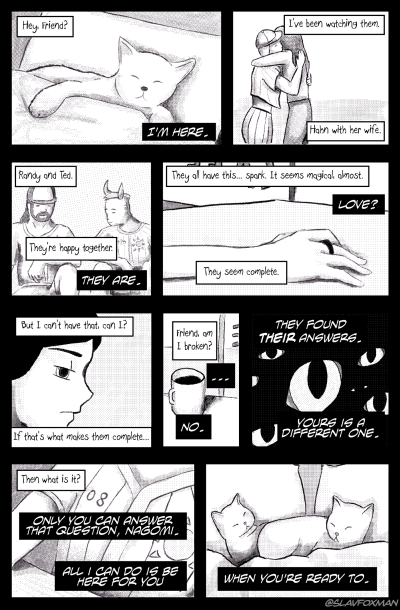 Hey, Friend?
I'M HERE.
I've been watching them.
Hahn with her wife.
Randy and Ted.
They're happy together.
THEY ARE.
They all have this... spark. It seems magical almost.
LOVE?
They seem complete.
But I can't have that, can I?
If that's what makes them complete...
Friend, am
I broken?
...
NO.
THEY FOUND
THEIR ANSWERS.
YOURS IS A
DIFFERENT ONE.
Then what is it?
08
ONLY YOU CAN ANSWER
THAT QUESTION, NAGOMI.
ALL I CAN DO IS BE
HERE FOR YOU
WHEN YOU'RE READY TO.
@SLAVFOXMAN